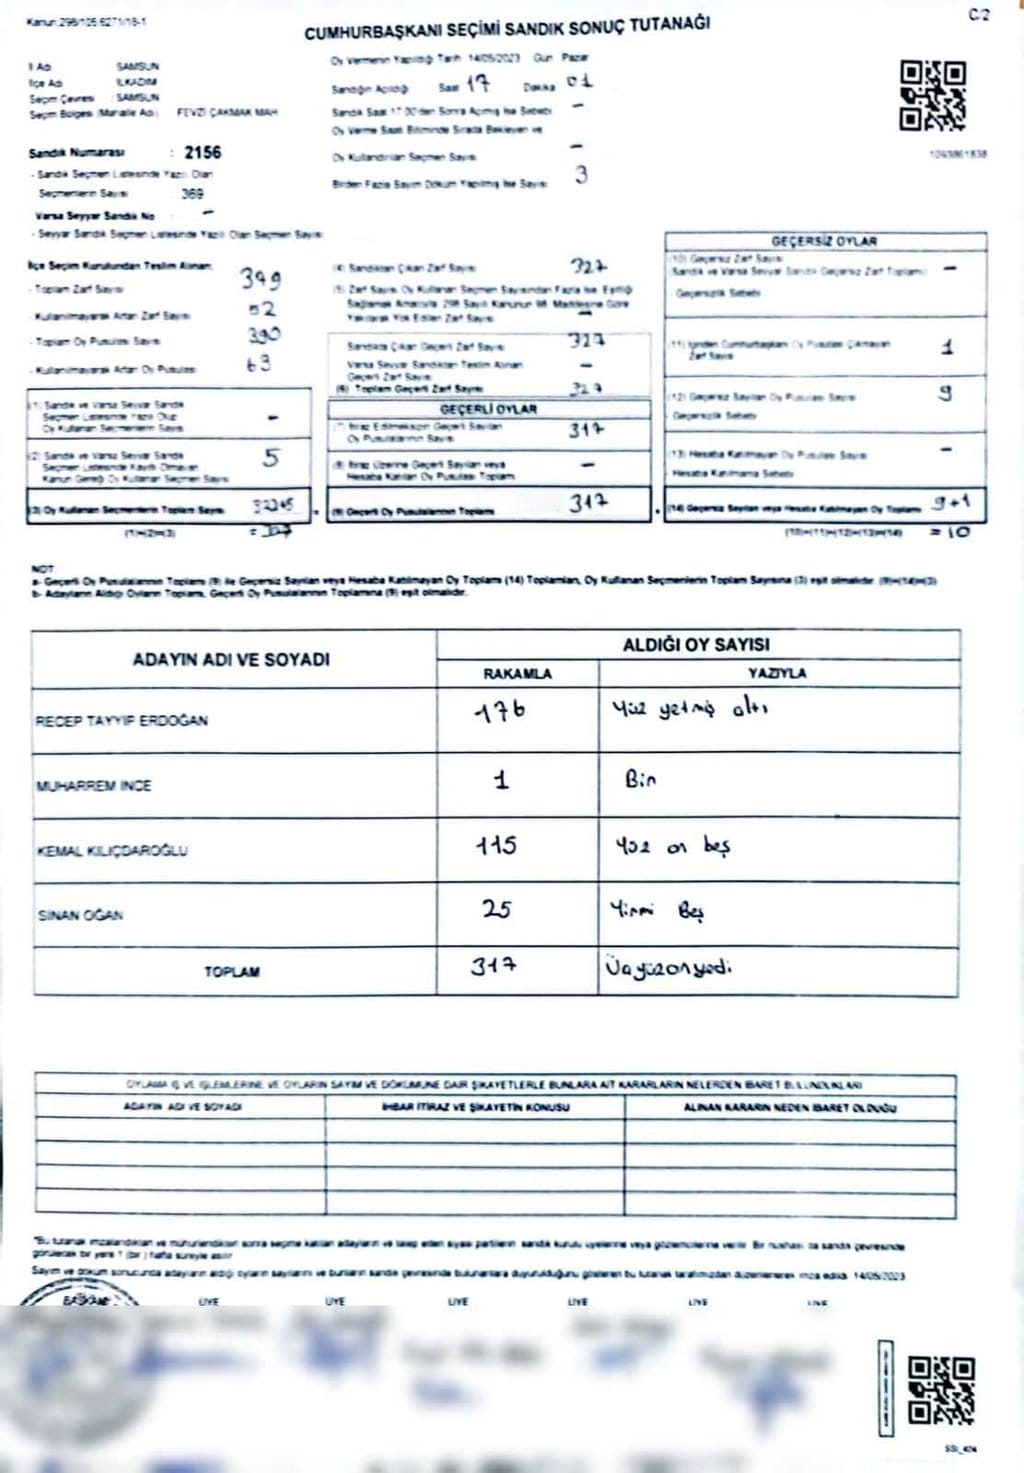 Kanun:298/105 6271/18-1
C/2
CUMHURBAŞKANI SEÇİMİ SANDIK SONUÇ TUTANAĞI
İl Adı SAMSUN
İlçe Adı İLKADIM
Seçim Çevresi : SAMSUN
Seçim Bölgesi (Mahalle Adı) FEVZİ ÇAKMAK MAH
Sandık Numarası : 2156
- Sandık Seçmen Listesinde Yazılı Olan
Seçmenlerin Sayısı 369
Varsa Seyyar Sandık No : -
- Seyyar Sandık Seçmen Listesinde Yazılı Olan Seçmen Sayısı
Oy Vermenin Yapıldığı Tarih 14/05/2023 Gün Pazar
Sandığın Açıldığı Saat 17 Dakika 01
Sandık Saat 17:00'den Sonra Açılmış İse Sebebi -
Oy Verme Saati Bitiminde Sırada Bekleyen ve
Oy Kullandırılan Seçmen Sayısı -
Birden Fazla Sayım Döküm Yapılmış İse Sayısı 3
1093861838
İlçe Seçim Kurulundan Teslim Alınan:
- Toplam Zarf Sayısı 399
- Kullanılmayarak Artan Zarf Sayısı 52
- Toplam Oy Pusulası Sayısı 390
- Kullanılmayarak Artan Oy Pusulası 63
(1) Sandık ve Varsa Seyyar Sandık
Seçmen Listesinde Yazılı Olup
Oy Kullanan Seçmenlerin Sayısı -
(2) Sandık ve Varsa Seyyar Sandık
Seçmen Listesinde Kayıtlı Olmayan
Kanun Gereği Oy Kullanan Seçmen Sayısı 5
(3) Oy Kullanan Seçmenlerin Toplam Sayısı
(1)+(2)=(3) = 327
(4) Sandıktan Çıkan Zarf Sayısı 327
(5) Zarf Sayısı Oy Kullanan Seçmen Sayısından Fazla İse, Eşitliği
Sağlamak Amacıyla 298 Sayılı Kanunun 98. Maddesine Göre
Yakılarak Yok Edilen Zarf Sayısı -
Sandıkta Çıkan Geçerli Zarf Sayısı 327
Varsa Seyyar Sandıktan Teslim Alınan
Geçerli Zarf Sayısı -
(6) Toplam Geçerli Zarf Sayısı 327
GEÇERLİ OYLAR
(7) İtiraz Edilmeksizin Geçerli Sayılan
Oy Pusulalarının Sayısı 317
(8) İtiraz Üzerine Geçerli Sayılan veya
Hesaba Katılan Oy Pusulası Toplamı -
(9) Geçerli Oy Pusulalarının Toplamı 317
GEÇERSİZ OYLAR
(10) Geçersiz Zarf Sayısı
Sandık ve Varsa Seyyar Sandık Geçersiz Zarf Toplamı) -
- Geçersizlik Sebebi
(11) İçinden Cumhurbaşkanı Oy Pusulası Çıkmayan
Zarf Sayısı 1
(12) Geçersiz Sayılan Oy Pusulası Sayısı 9
- Geçersizlik Sebebi
(13) Hesaba Katılmayan Oy Pusulası Sayısı -
- Hesaba Katılmama Sebebi
(14) Geçersiz Sayılan veya Hesaba Katılmayan Oy Toplamı 9+1
(10)+(11)+(12)+(13)=(14) = 10
NOT
a- Geçerli Oy Pusulalarının Toplamı (9) ile Geçersiz Sayılan veya Hesaba Katılmayan Oy Toplamı (14) Toplamları, Oy Kullanan Seçmenlerin Toplam Sayısına (3) eşit olmalıdır. (9)+(14)=(3)
b- Adayların Aldığı Oyların Toplamı, Geçerli Oy Pusulalarının Toplamına (9) eşit olmalıdır.
ADAYIN ADI VE SOYADI ALDIĞI OY SAYISI
RAKAMLA YAZIYLA
RECEP TAYYİP ERDOĞAN 176 Yüz yetmiş altı
MUHARREM İNCE 1 Bir
KEMAL KILIÇDAROĞLU 115 Yüz on beş
SİNAN OĞAN 25 Yirmi Beş
TOPLAM 317 Üçyüzonyedi
OYLAMA İŞ VE İŞLEMLERİNE VE OYLARIN SAYIM VE DÖKÜMÜNE DAİR ŞİKAYETLERLE BUNLARA AİT KARARLARIN NELERDEN İBARET BULUNDUKLARI
ADAYIN ADI VE SOYADI İHBAR İTİRAZ VE ŞİKAYETİN KONUSU ALINAN KARARIN NEDEN İBARET OLDUĞU
*Bu tutanak imzalandıktan ve mühürlendikten sonra seçime katılan adayların ve talep eden siyasi partilerin sandık kurulu üyelerine veya gözlemcilerine verilir. Bir nüshası da sandık çevresinde
görülecek bir yere 1 (bir) hafta süreyle asılır
Sayım ve döküm sonucunda adayların aldığı oyların sayılarını ve bunların sandık çevresinde bulunanlara duyurulduğunu gösteren bu tutanak tarafımızdan düzenlenerek imza edildi. 14/05/2023
BAŞKAN ÜYE ÜYE ÜYE ÜYE ÜYE ÜYE